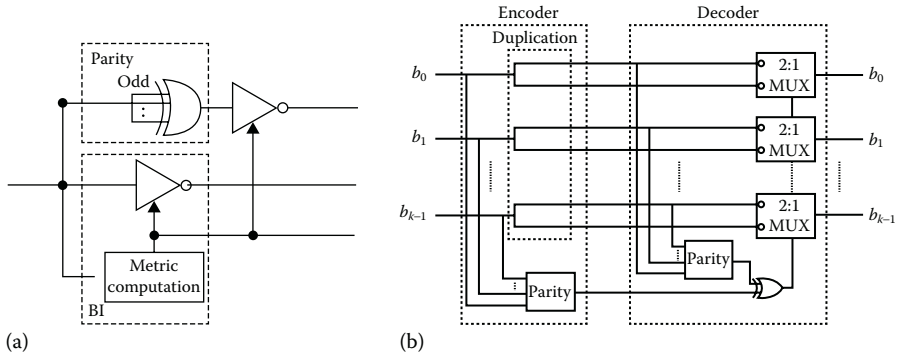 Parity
Odd
:
Metric
computation
BI
(a)
Encoder
Decoder
Duplication
b0
2:1
MUX
b0
b1
2:1
MUX
b1
bk–1
2:1
MUX
bk–1
Parity
Parity
(b)